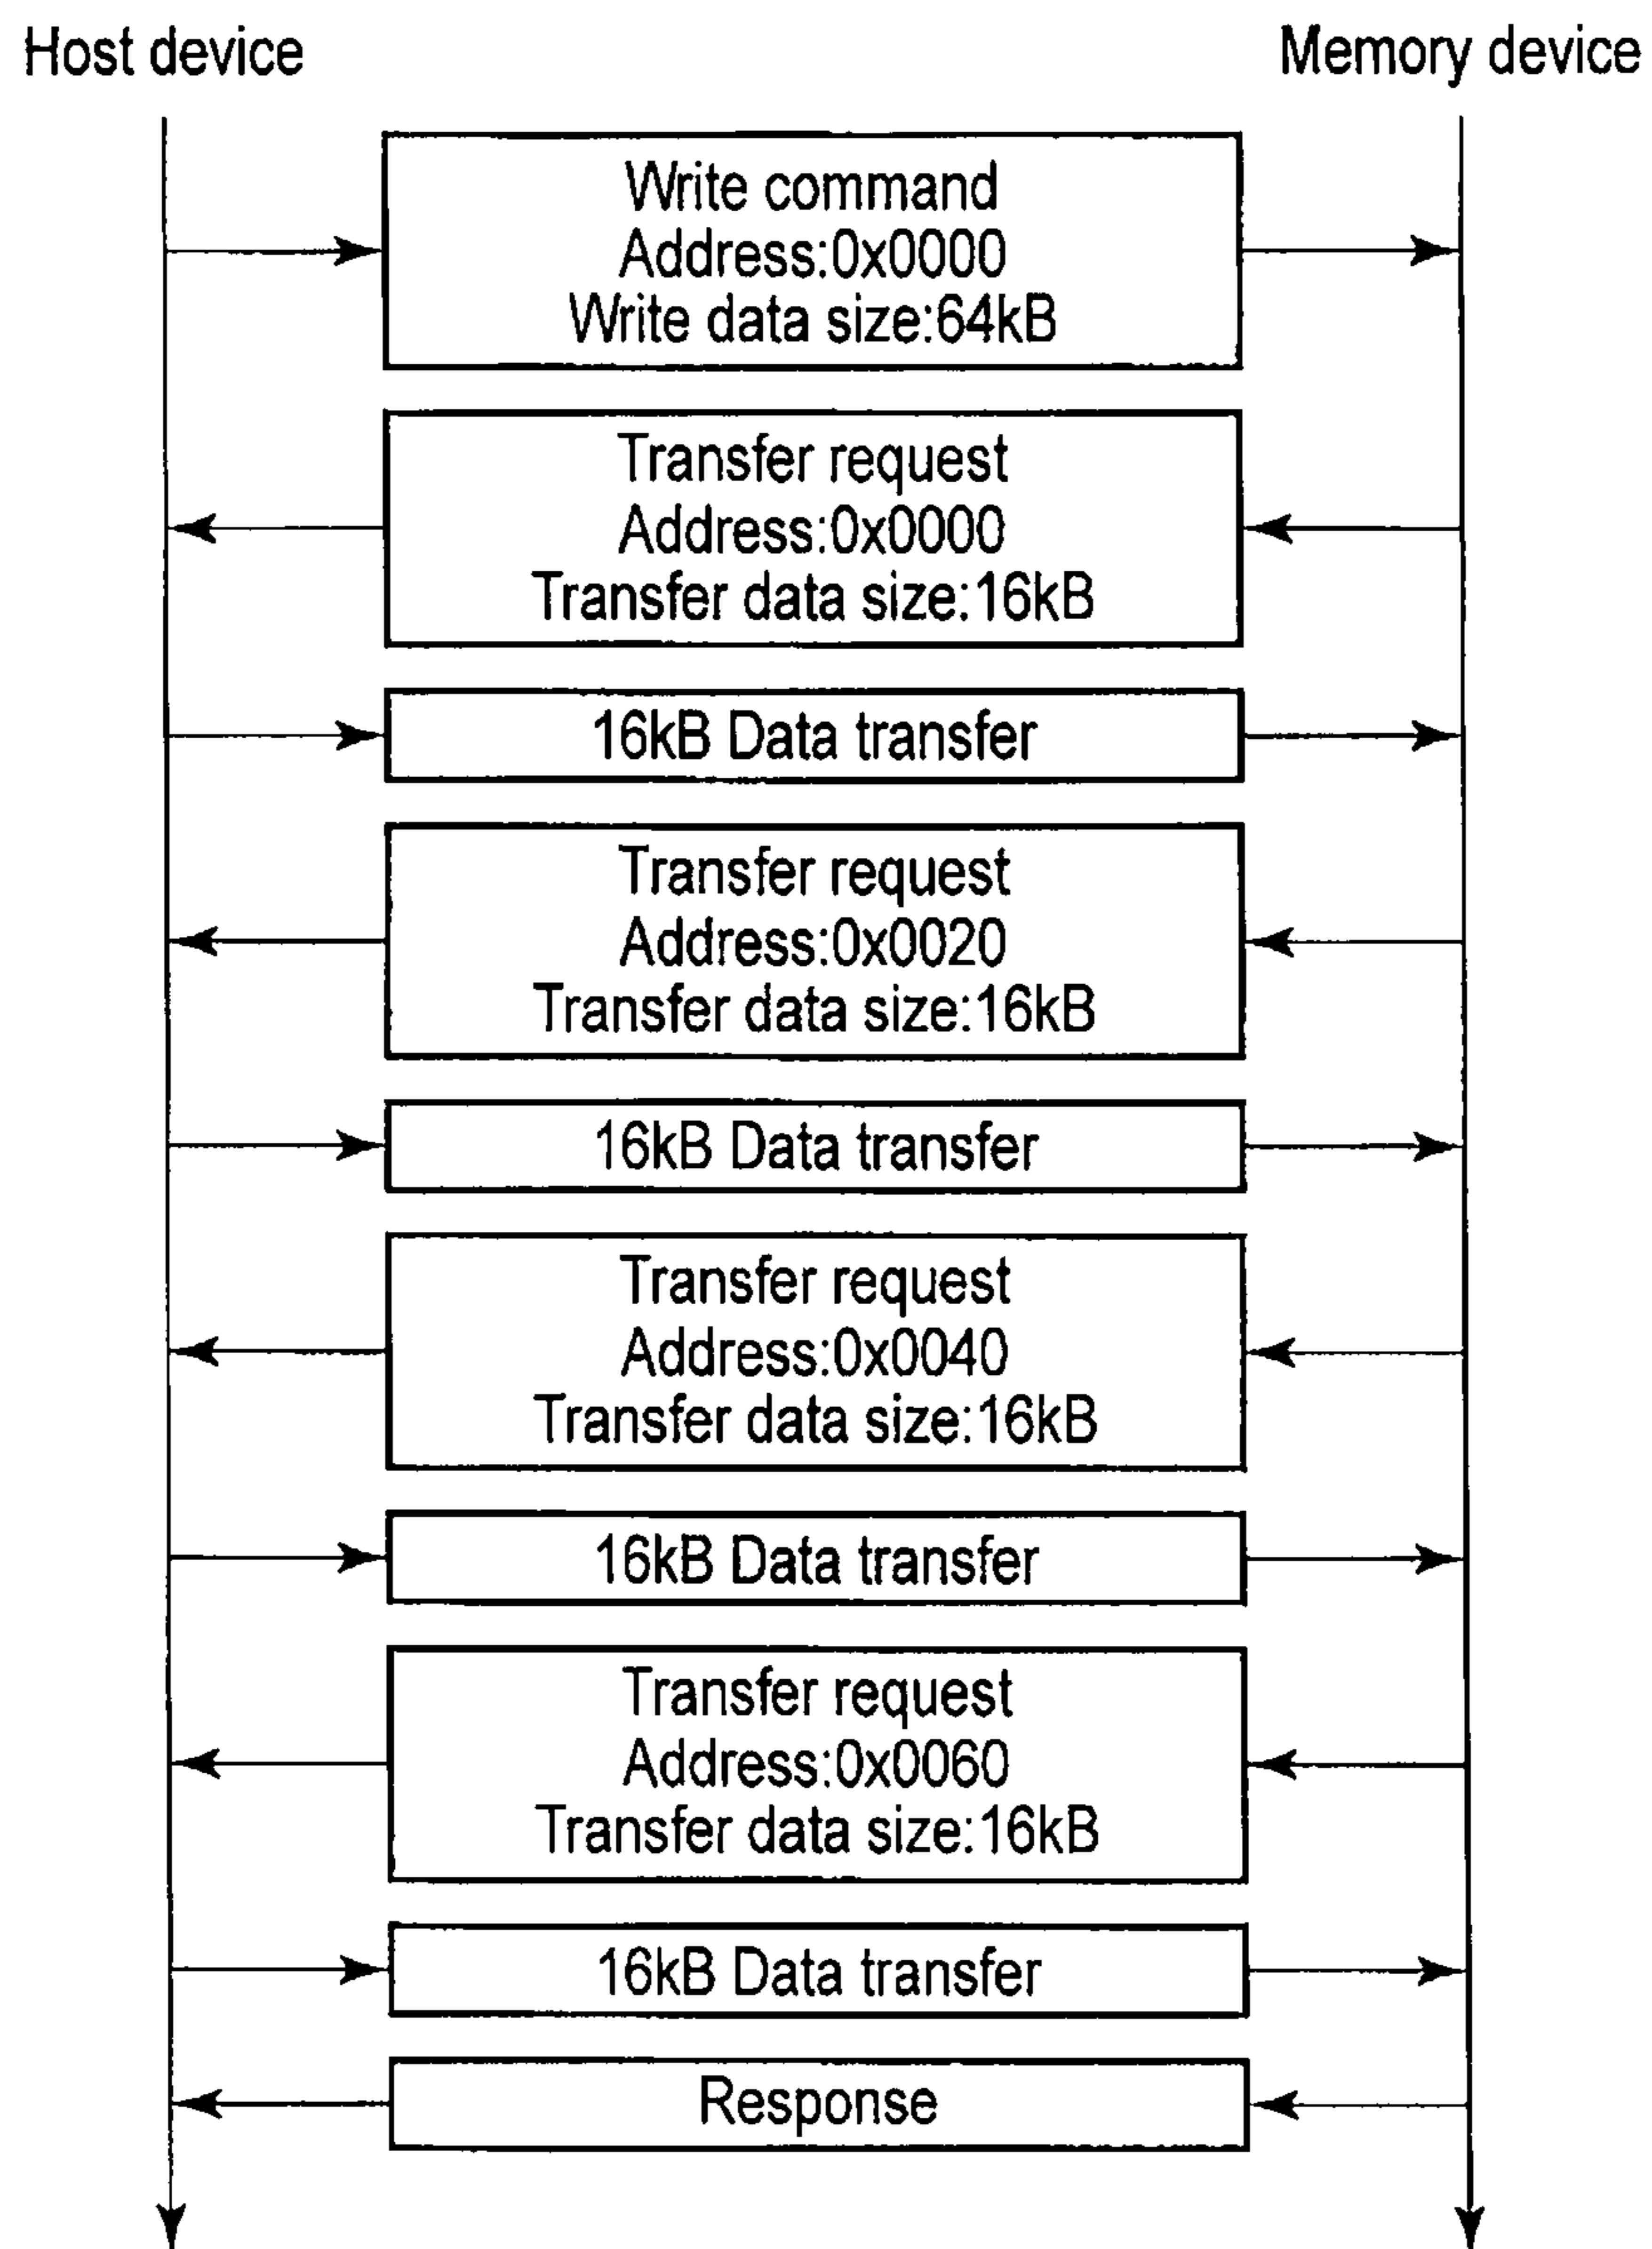 Host device
Memory device
Write command
Address:0x0000
Write data size:64kB
Transfer request
Address:0x0000
Transfer data size:16kB
16kB Data transfer
Transfer request
Address:0x0020
Transfer data size:16kB
16kB Data transfer
Transfer request
Address:0x0040
Transfer data size:16kB
16kB Data transfer
Transfer request
Address:0x0060
Transfer data size:16kB
16kB Data transfer
Response